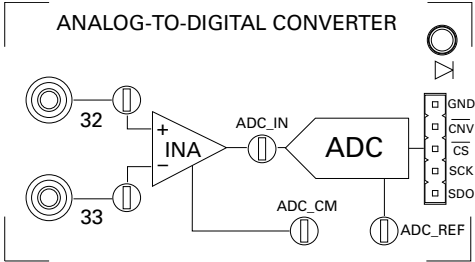 ANALOG-TO-DIGITAL CONVERTER
GND
CNV
CS
SCK
SDO
32
ADC_IN
+
INA
−
ADC
33
ADC_CM
ADC_REF